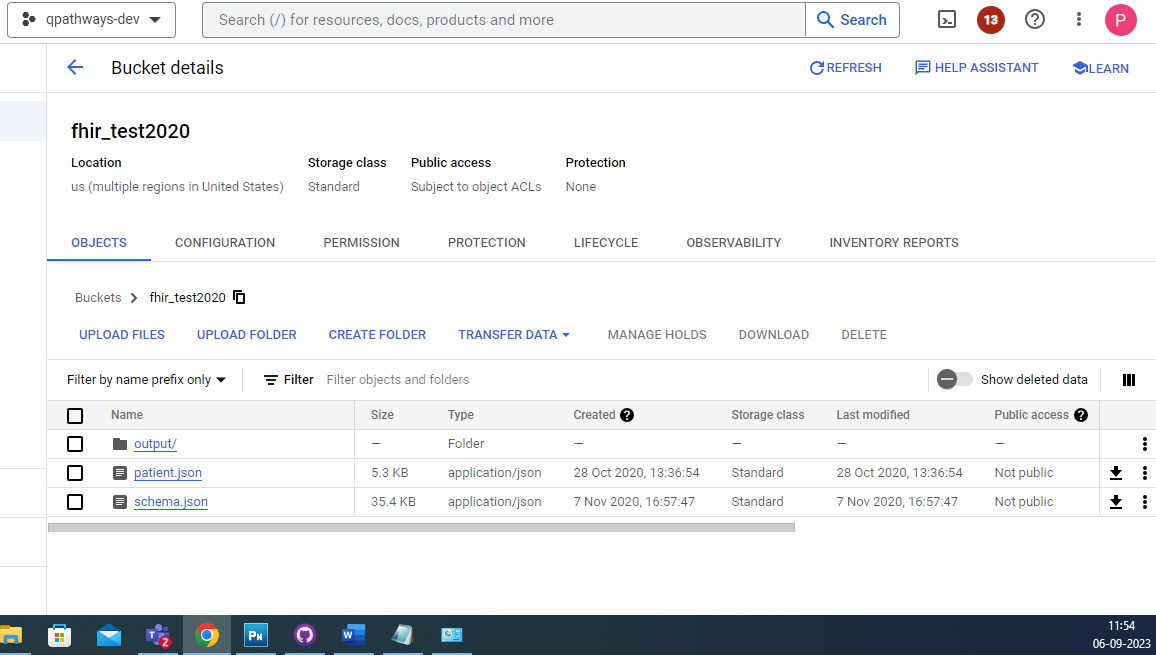 qpathways-dev Search (/) for resources, docs, products and more Search 13 P
Bucket details REFRESH HELP ASSISTANT LEARN
fhir_test2020
Location Storage class Public access Protection
us (multiple regions in United States) Standard Subject to object ACLs None
OBJECTS CONFIGURATION PERMISSION PROTECTION LIFECYCLE OBSERVABILITY INVENTORY REPORTS
Buckets fhir_test2020
UPLOAD FILES UPLOAD FOLDER CREATE FOLDER TRANSFER DATA MANAGE HOLDS DOWNLOAD DELETE
Filter by name prefix only Filter Filter objects and folders Show deleted data
Name Size Type Created Storage class Last modified Public access
output/ — Folder — — — —
patient.json 5.3 KB application/json 28 Oct 2020, 13:36:54 Standard 28 Oct 2020, 13:36:54 Not public
schema.json 35.4 KB application/json 7 Nov 2020, 16:57:47 Standard 7 Nov 2020, 16:57:47 Not public
2 PH W 11:54
06-09-2023